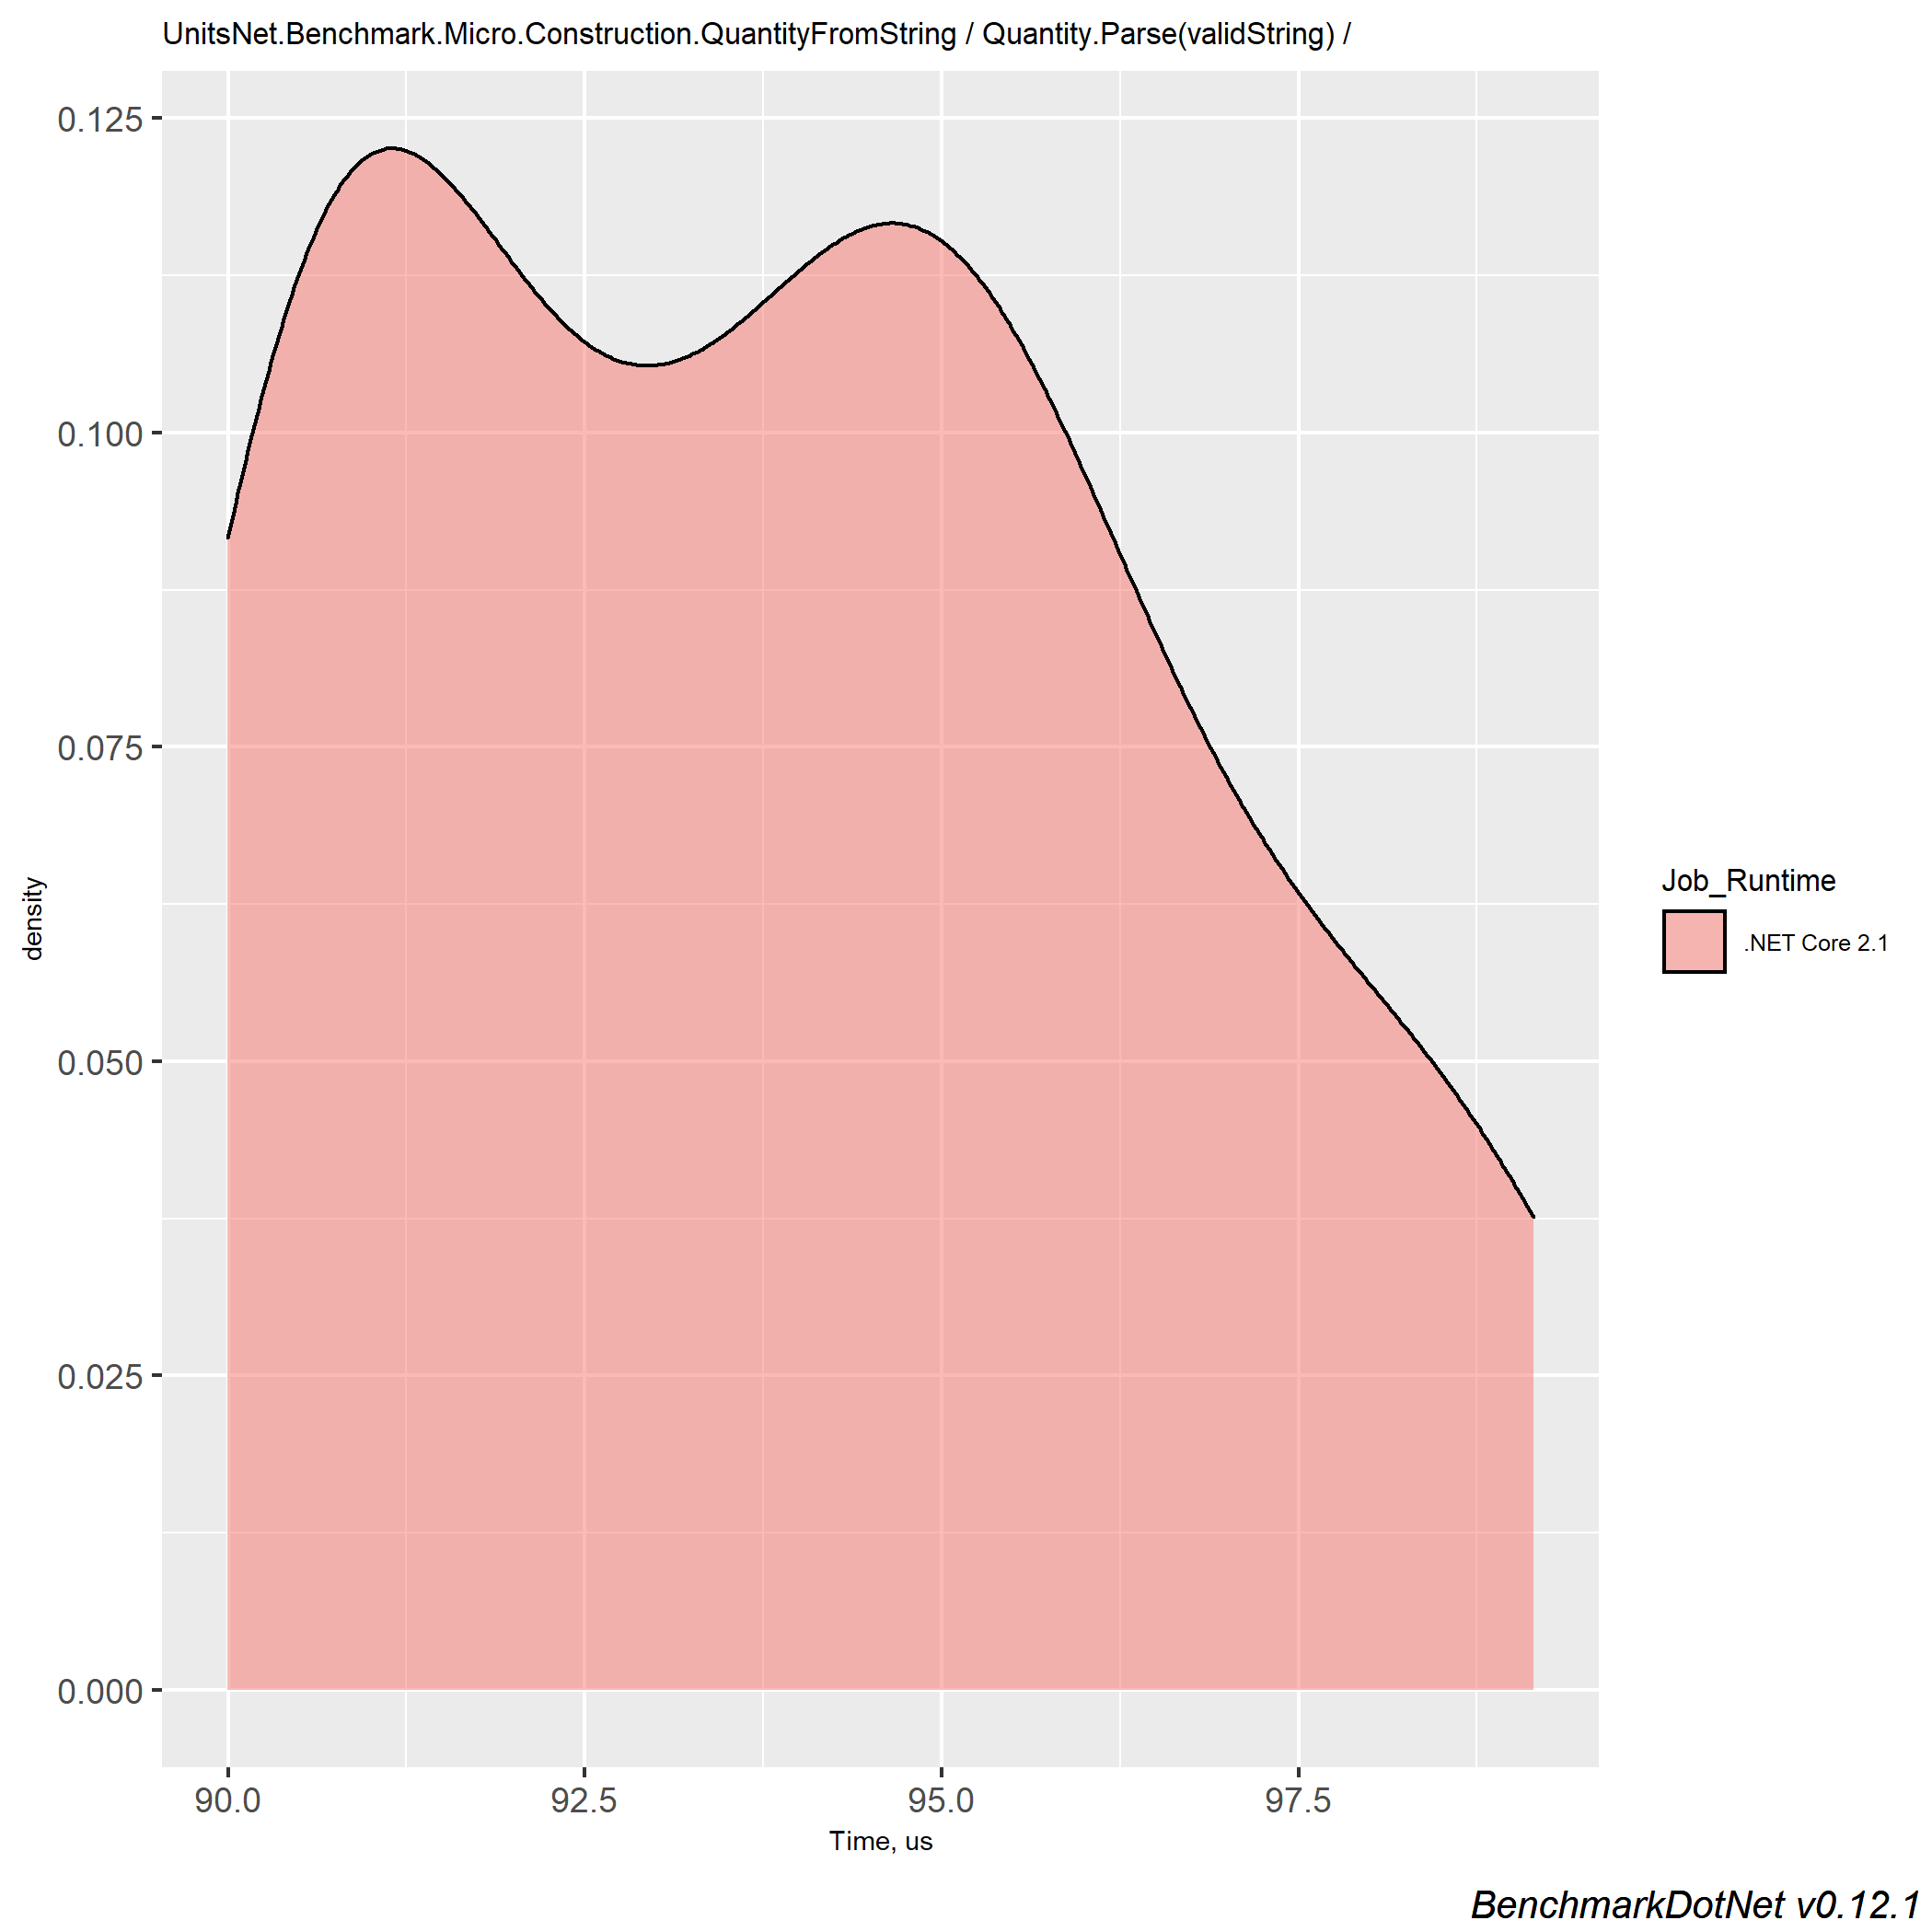 UnitsNet.Benchmark.Micro.Construction.QuantityFromString / Quantity.Parse(validString) /
0.125
0.100
0.075
0.050
0.025
0.000
density
90.0 92.5 95.0 97.5
Time, us
Job_Runtime
.NET Core 2.1
BenchmarkDotNet v0.12.1